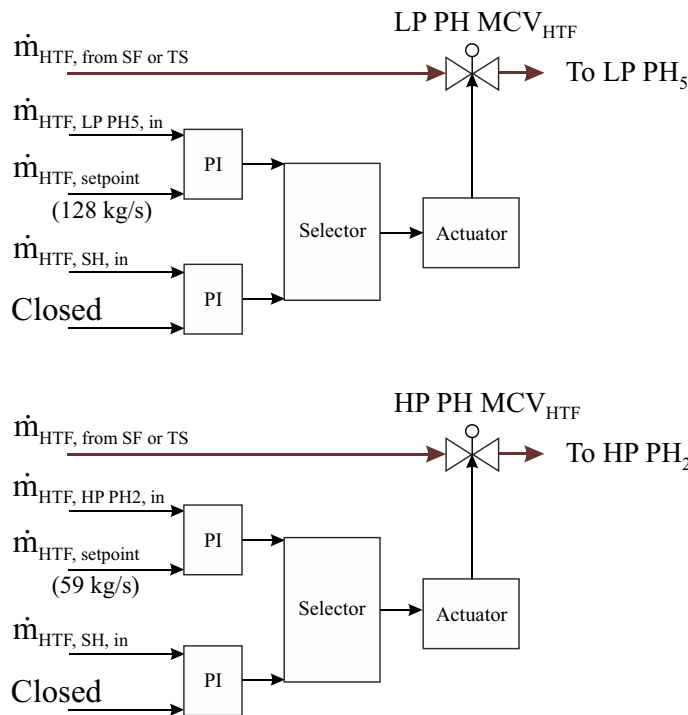 LP PH MCV_HTF
ṁ_HTF, from SF or TS
To LP PH_5
ṁ_HTF, LP PH5, in
PI
ṁ_HTF, setpoint
(128 kg/s)
Selector
Actuator
ṁ_HTF, SH, in
PI
Closed
HP PH MCV_HTF
ṁ_HTF, from SF or TS
To HP PH_2
ṁ_HTF, HP PH2, in
PI
ṁ_HTF, setpoint
(59 kg/s)
Selector
Actuator
ṁ_HTF, SH, in
PI
Closed